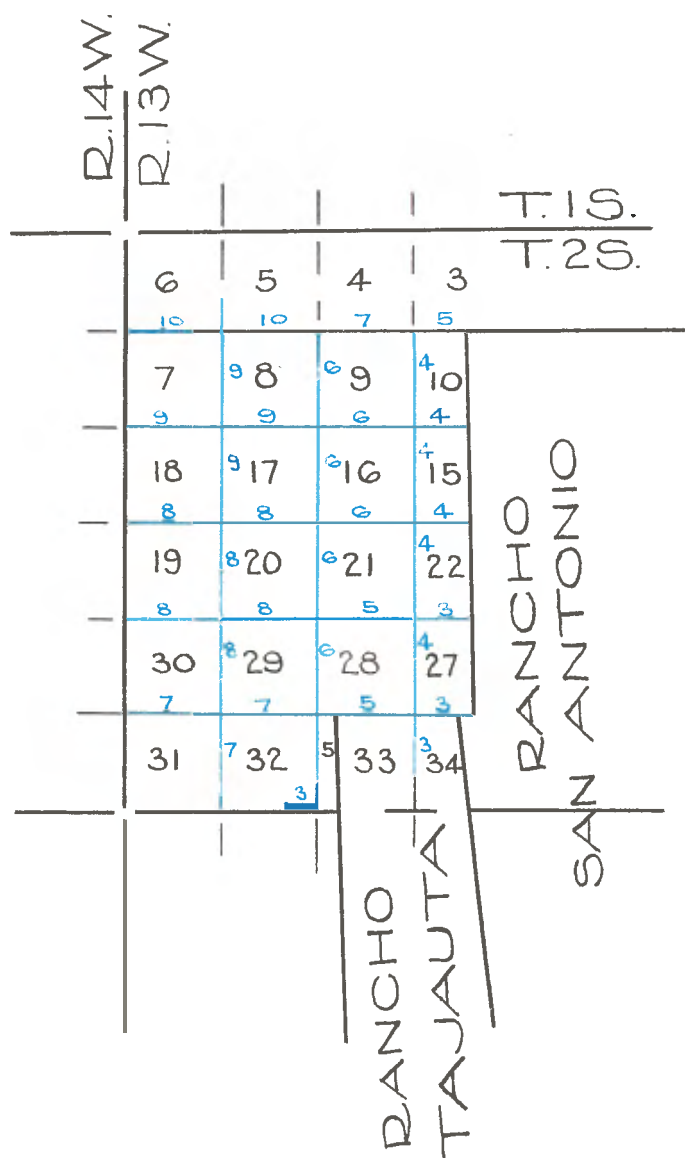 R.14W.
R.13W.
T.1S.
T.2S.
6 5 4 3
10 10 7 5
7 9 8 6 9 4 10
9 9 6 4
18 9 17 6 16 4 15
8 8 6 4
19 8 20 6 21 4 22
8 8 5 3
30 8 29 6 28 4 27
7 7 5 3
31 7 32 5 33 3 34
3
RANCHO
SAN ANTONIO
RANCHO
TAJAUTA